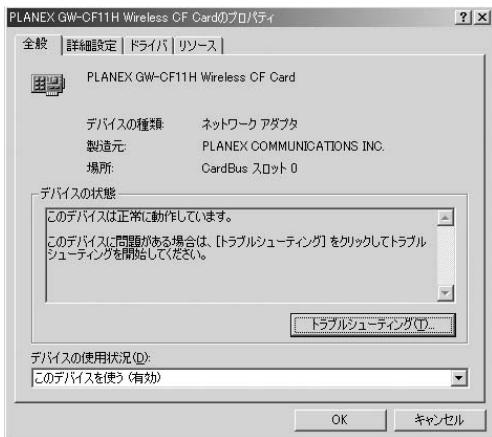 PLANEX GW-CF11H Wireless CF Cardのプロパティ
全般 詳細設定 ドライバ リソース
PLANEX GW-CF11H Wireless CF Card
デバイスの種類: ネットワーク アダプタ
製造元: PLANEX COMMUNICATIONS INC.
場所: CardBus スロット 0
デバイスの状態
このデバイスは正常に動作しています。
このデバイスに問題がある場合は、[トラブルシューティング] をクリックしてトラブル
シューティングを開始してください。
トラブルシューティング(T)...
デバイスの使用状況(D):
このデバイスを使う (有効)
OK キャンセル